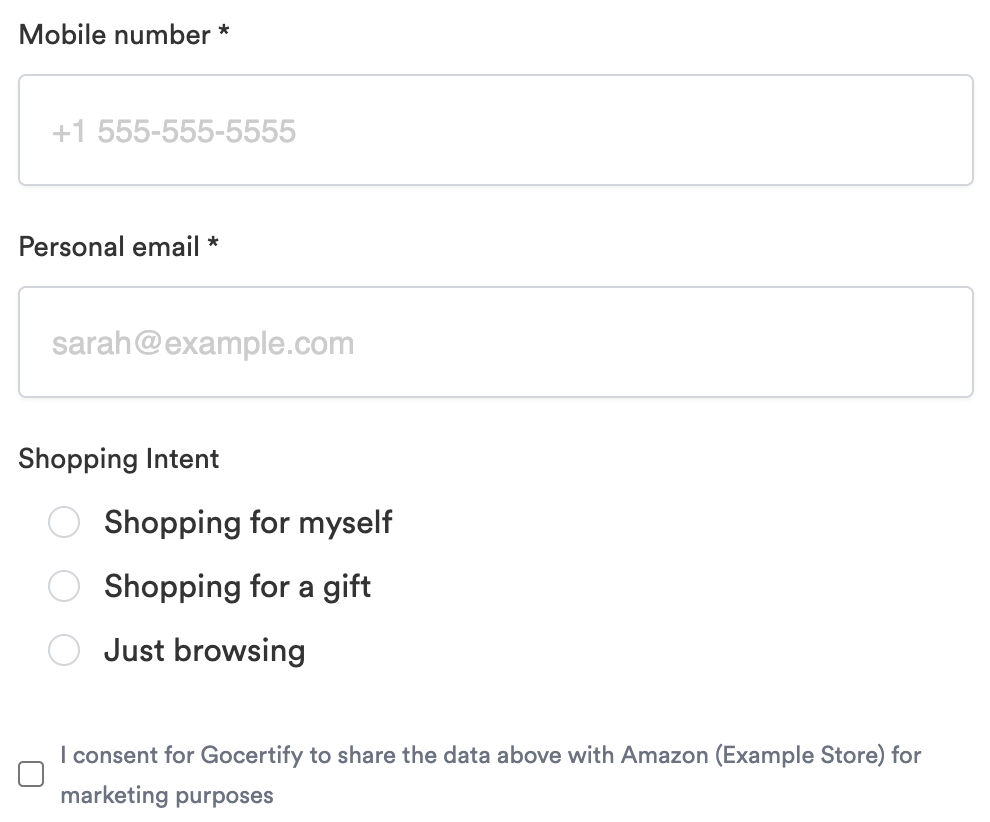 Mobile number *
+1 555-555-5555
Personal email *
sarah@example.com
Shopping Intent
Shopping for myself
Shopping for a gift
Just browsing
I consent for Gocertify to share the data above with Amazon (Example Store) for
marketing purposes